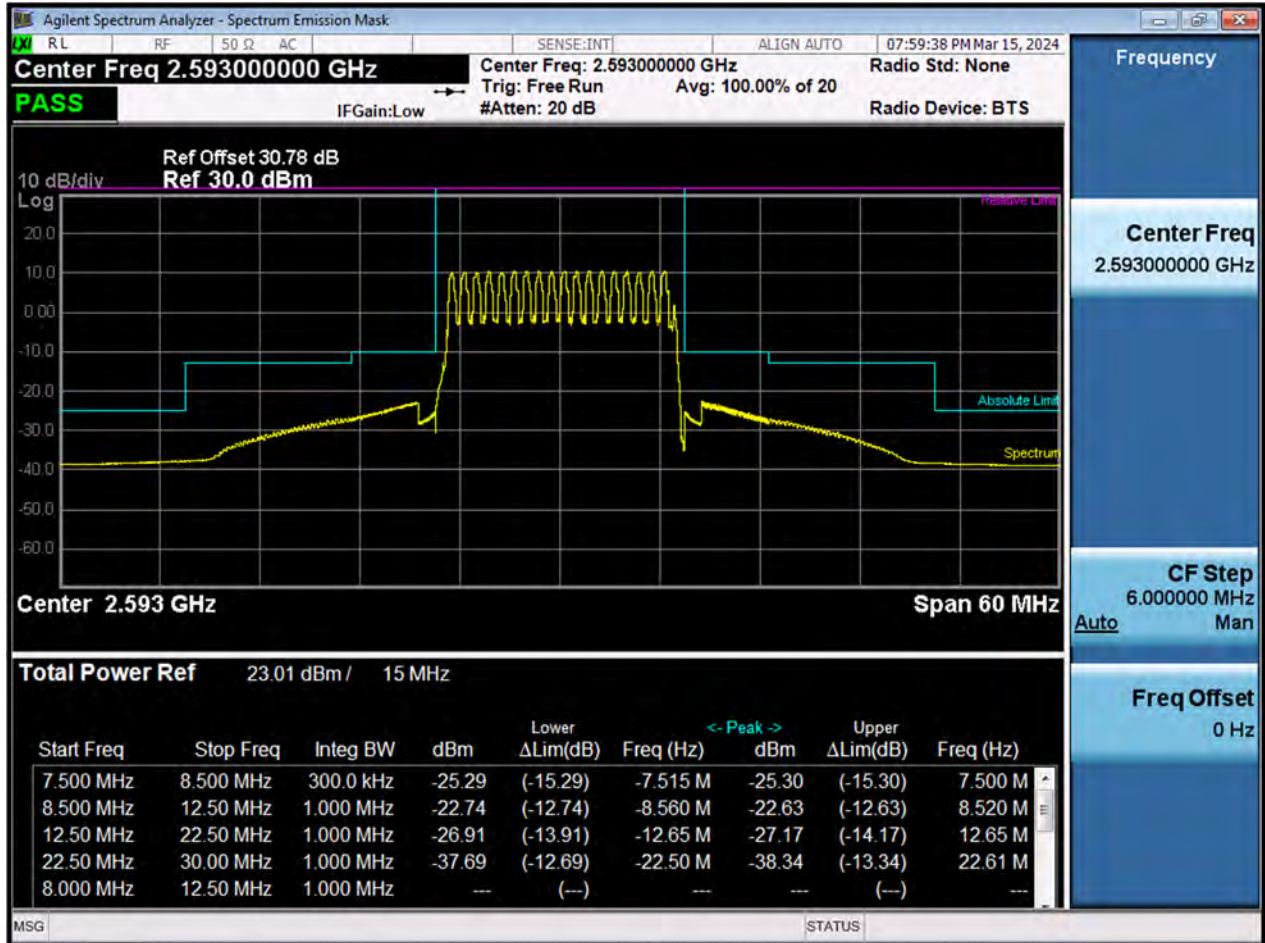 Agilent Spectrum Analyzer - Spectrum Emission Mask
LXI RL RF 50 Ω AC SENSE:INT ALIGN AUTO 07:59:38 PM Mar 15, 2024
Center Freq 2.593000000 GHz
Center Freq: 2.593000000 GHz Radio Std: None
Trig: Free Run Avg: 100.00% of 20
PASS IFGain:Low #Atten: 20 dB Radio Device: BTS
Ref Offset 30.78 dB
10 dB/div Ref 30.0 dBm
Log
Relative Limit
20.0
10.0
0.00
-10.0
-20.0
Absolute Limit
-30.0
Spectrum
-40.0
-50.0
-60.0
Center 2.593 GHz Span 60 MHz
Total Power Ref 23.01 dBm / 15 MHz
Lower <- Peak -> Upper
Start Freq Stop Freq Integ BW dBm ΔLim(dB) Freq (Hz) dBm ΔLim(dB) Freq (Hz)
7.500 MHz 8.500 MHz 300.0 kHz -25.29 (-15.29) -7.515 M -25.30 (-15.30) 7.500 M
8.500 MHz 12.50 MHz 1.000 MHz -22.74 (-12.74) -8.560 M -22.63 (-12.63) 8.520 M
12.50 MHz 22.50 MHz 1.000 MHz -26.91 (-13.91) -12.65 M -27.17 (-14.17) 12.65 M
22.50 MHz 30.00 MHz 1.000 MHz -37.69 (-12.69) -22.50 M -38.34 (-13.34) 22.61 M
8.000 MHz 12.50 MHz 1.000 MHz --- (---) --- --- (---) ---
MSG STATUS
Frequency
Center Freq
2.593000000 GHz
CF Step
6.000000 MHz
Auto Man
Freq Offset
0 Hz